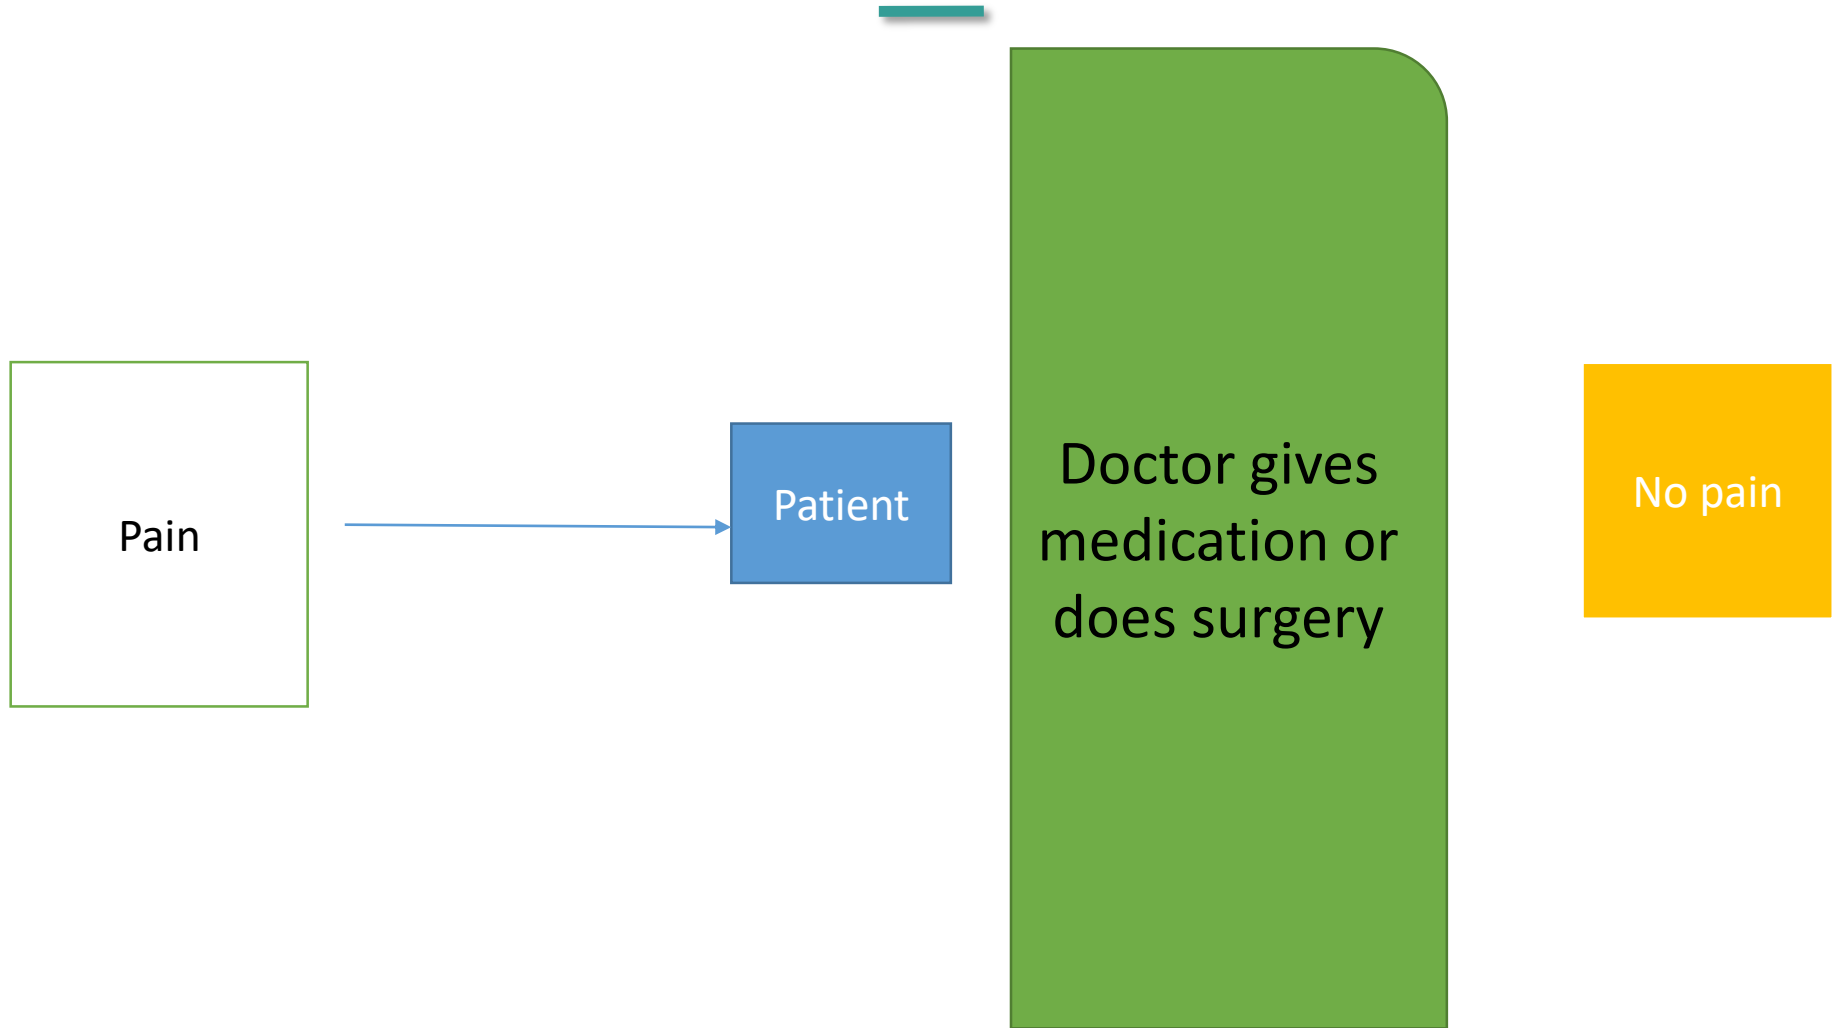 Pain
Patient
Doctor gives
medication or
does surgery
No pain